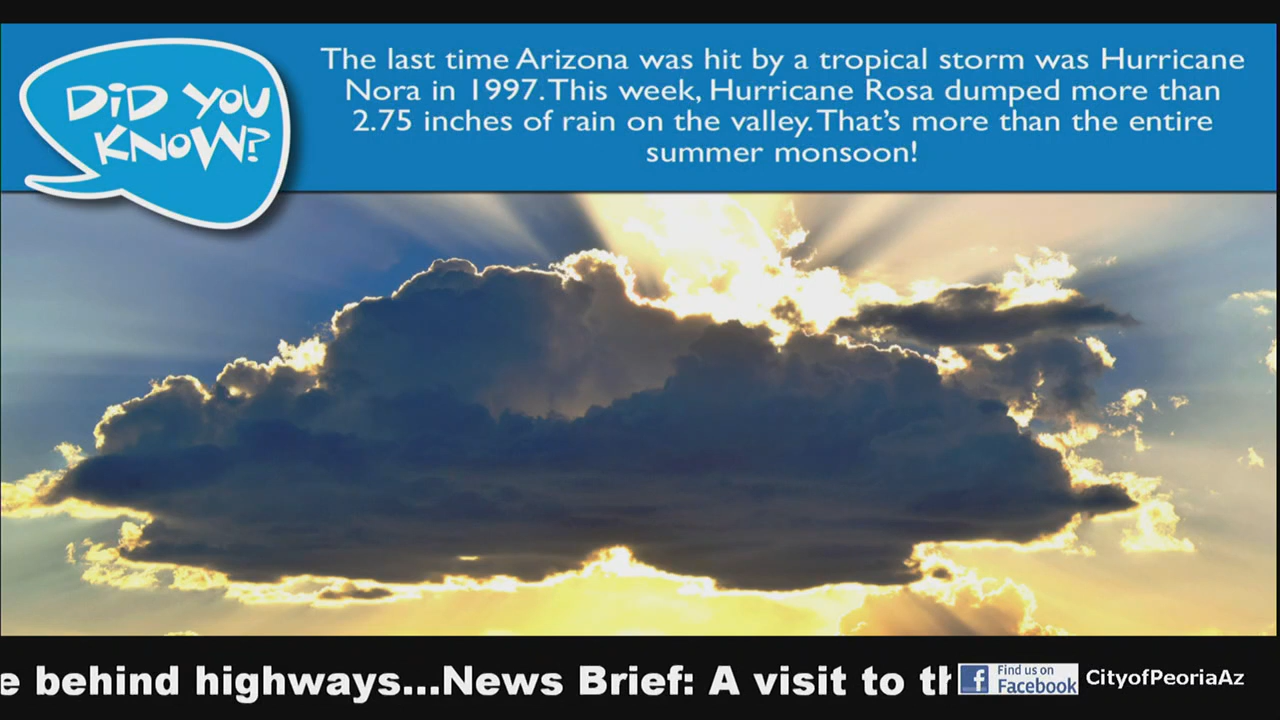 DiD YOU
KNOW?
The last time Arizona was hit by a tropical storm was Hurricane
Nora in 1997. This week, Hurricane Rosa dumped more than
2.75 inches of rain on the valley. That's more than the entire
summer monsoon!
e behind highways...News Brief: A visit to th
Find us on
Facebook
CityofPeoriaAz